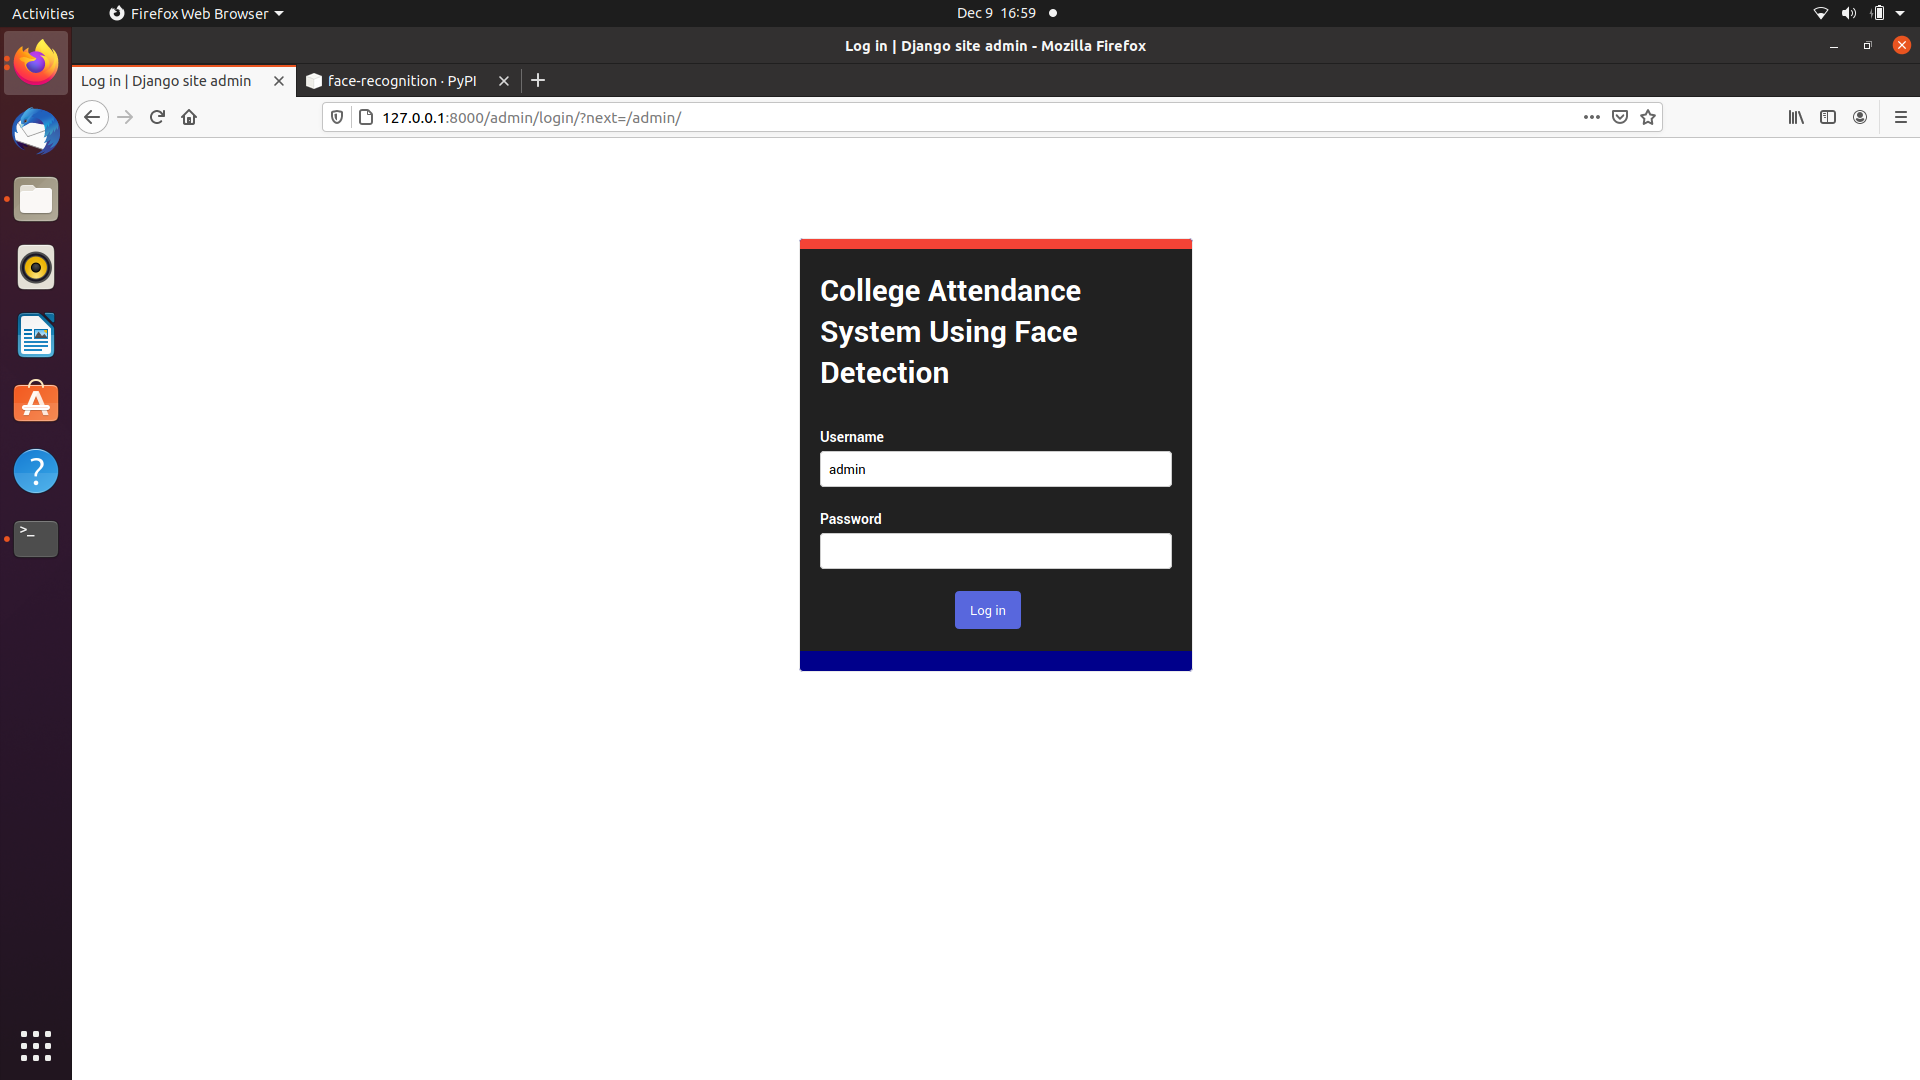 Activities
Firefox Web Browser
Dec 9 16:59
Log in | Django site admin - Mozilla Firefox
Log in | Django site admin
face-recognition · PyPI
127.0.0.1:8000/admin/login/?next=/admin/
College Attendance
System Using Face
Detection
Username
admin
Password
Log in